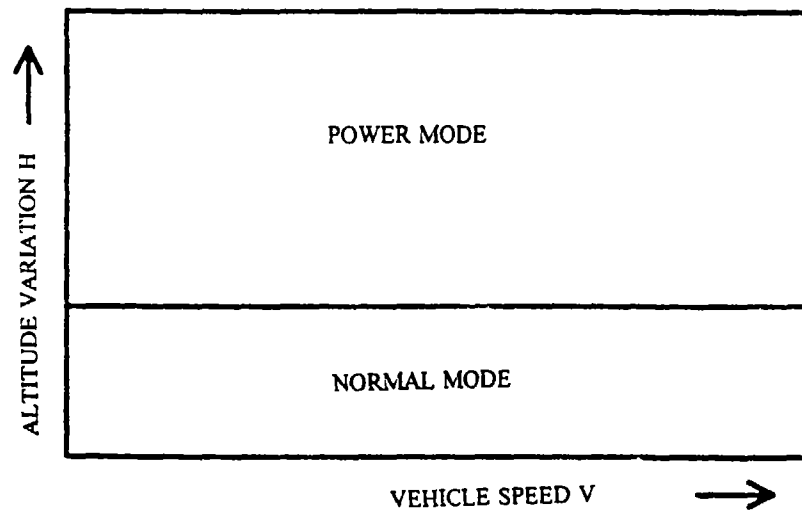 POWER MODE
ALTITUDE VARIATION H
NORMAL MODE
VEHICLE SPEED V